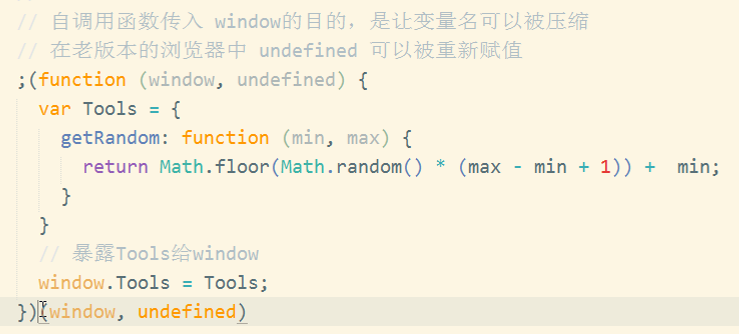 // 自调用函数传入 window的目的，是让变量名可以被压缩
// 在老版本的浏览器中 undefined 可以被重新赋值
;(function (window, undefined) {
  var Tools = {
    getRandom: function (min, max) {
      return Math.floor(Math.random() * (max - min + 1)) +  min;
    }
  }
  // 暴露Tools给window
  window.Tools = Tools;
})(window, undefined)